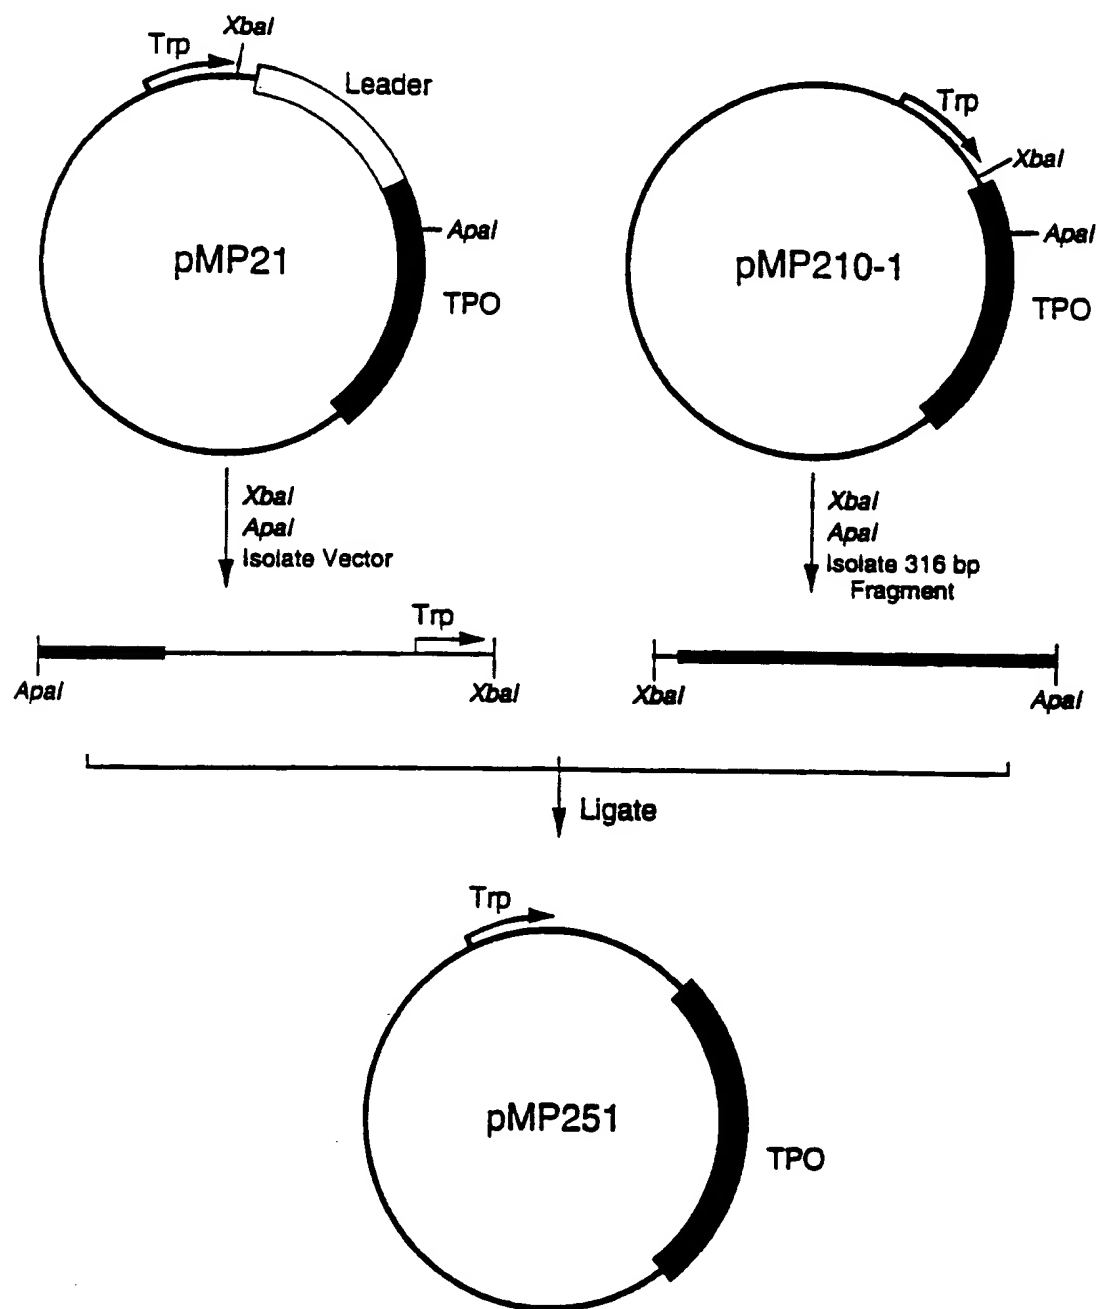 XbaI
Trp
Leader
ApaI
pMP21
TPO
Trp
XbaI
ApaI
pMP210-1
TPO
XbaI
ApaI
Isolate Vector
XbaI
ApaI
Isolate 316 bp
Fragment
Trp
ApaI
XbaI
XbaI
ApaI
Ligate
Trp
pMP251
TPO